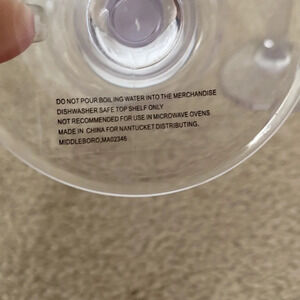 DO NOT POUR BOILING WATER INTO THE MERCHANDISE
DISHWASHER SAFE TOP SHELF ONLY
NOT RECOMMENDED FOR USE IN MICROWAVE OVENS
MADE IN CHINA FOR NANTUCKET DISTRIBUTING.
MIDDLEBORO,MA02346